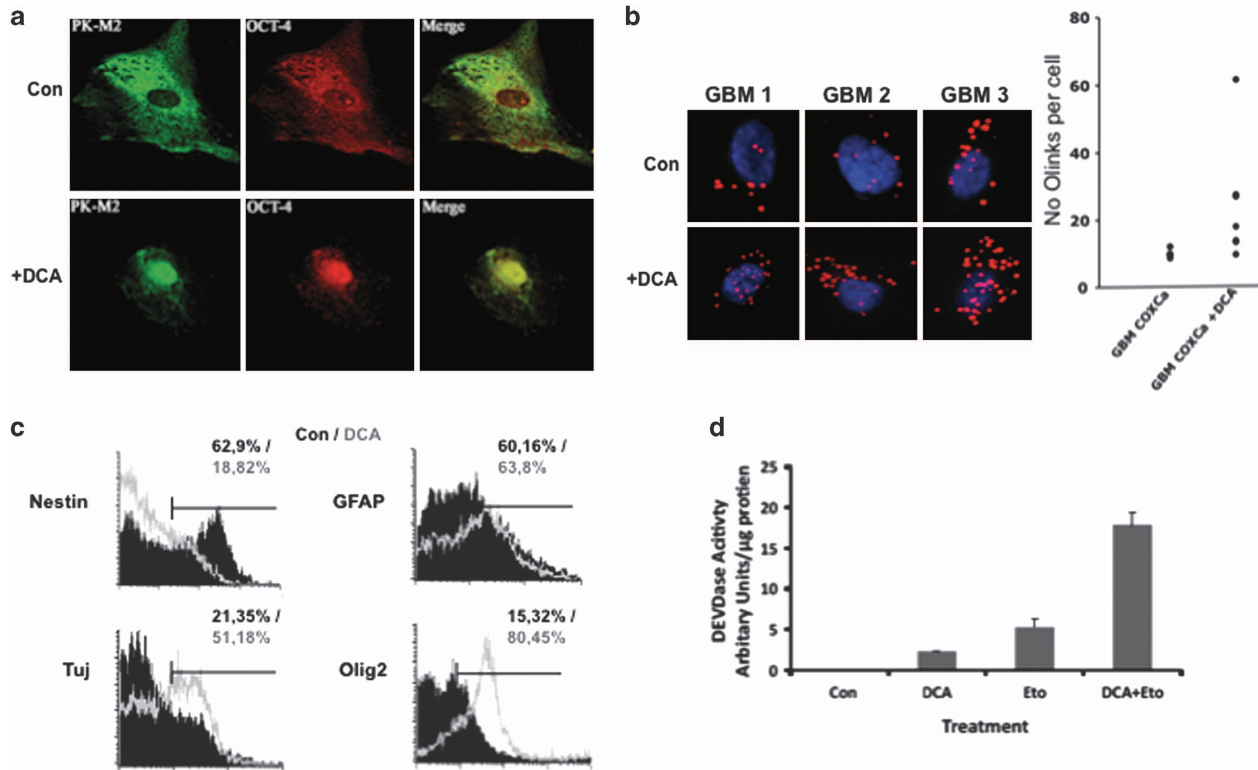 a
PK-M2 OCT-4 Merge
Con
PK-M2 OCT-4 Merge
+DCA
b
GBM 1 GBM 2 GBM 3
Con
+DCA
80
60
40
20
0
No Olinks per cell
GBM COXCa
GBM COXCa +DCA
c
Con / DCA
62,9% /
18,82%
Nestin
60,16% /
63,8%
GFAP
21,35% /
51,18%
Tuj
15,32% /
80,45%
Olig2
d
DEVDase Acitivty
Arbitary Units/µg protien
25
20
15
10
5
0
Con DCA Eto DCA+Eto
Treatment